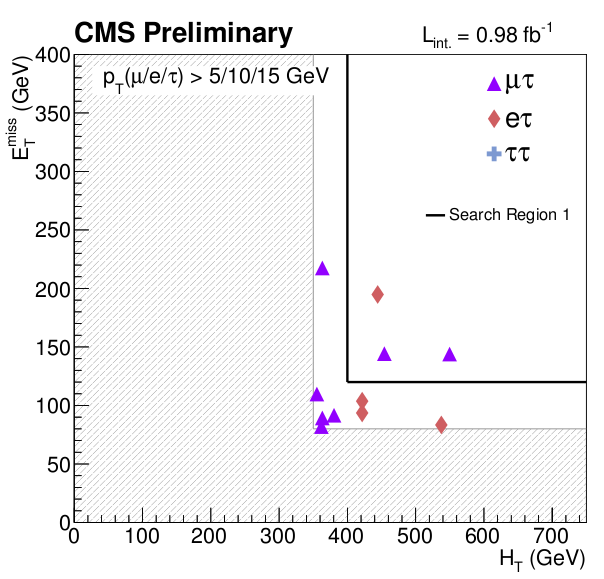 CMS Preliminary
L_int. = 0.98 fb^-1
p_T(μ/e/τ) > 5/10/15 GeV
μτ
eτ
ττ
Search Region 1
E_T^miss (GeV)
400
350
300
250
200
150
100
50
0
0 100 200 300 400 500 600 700
H_T (GeV)